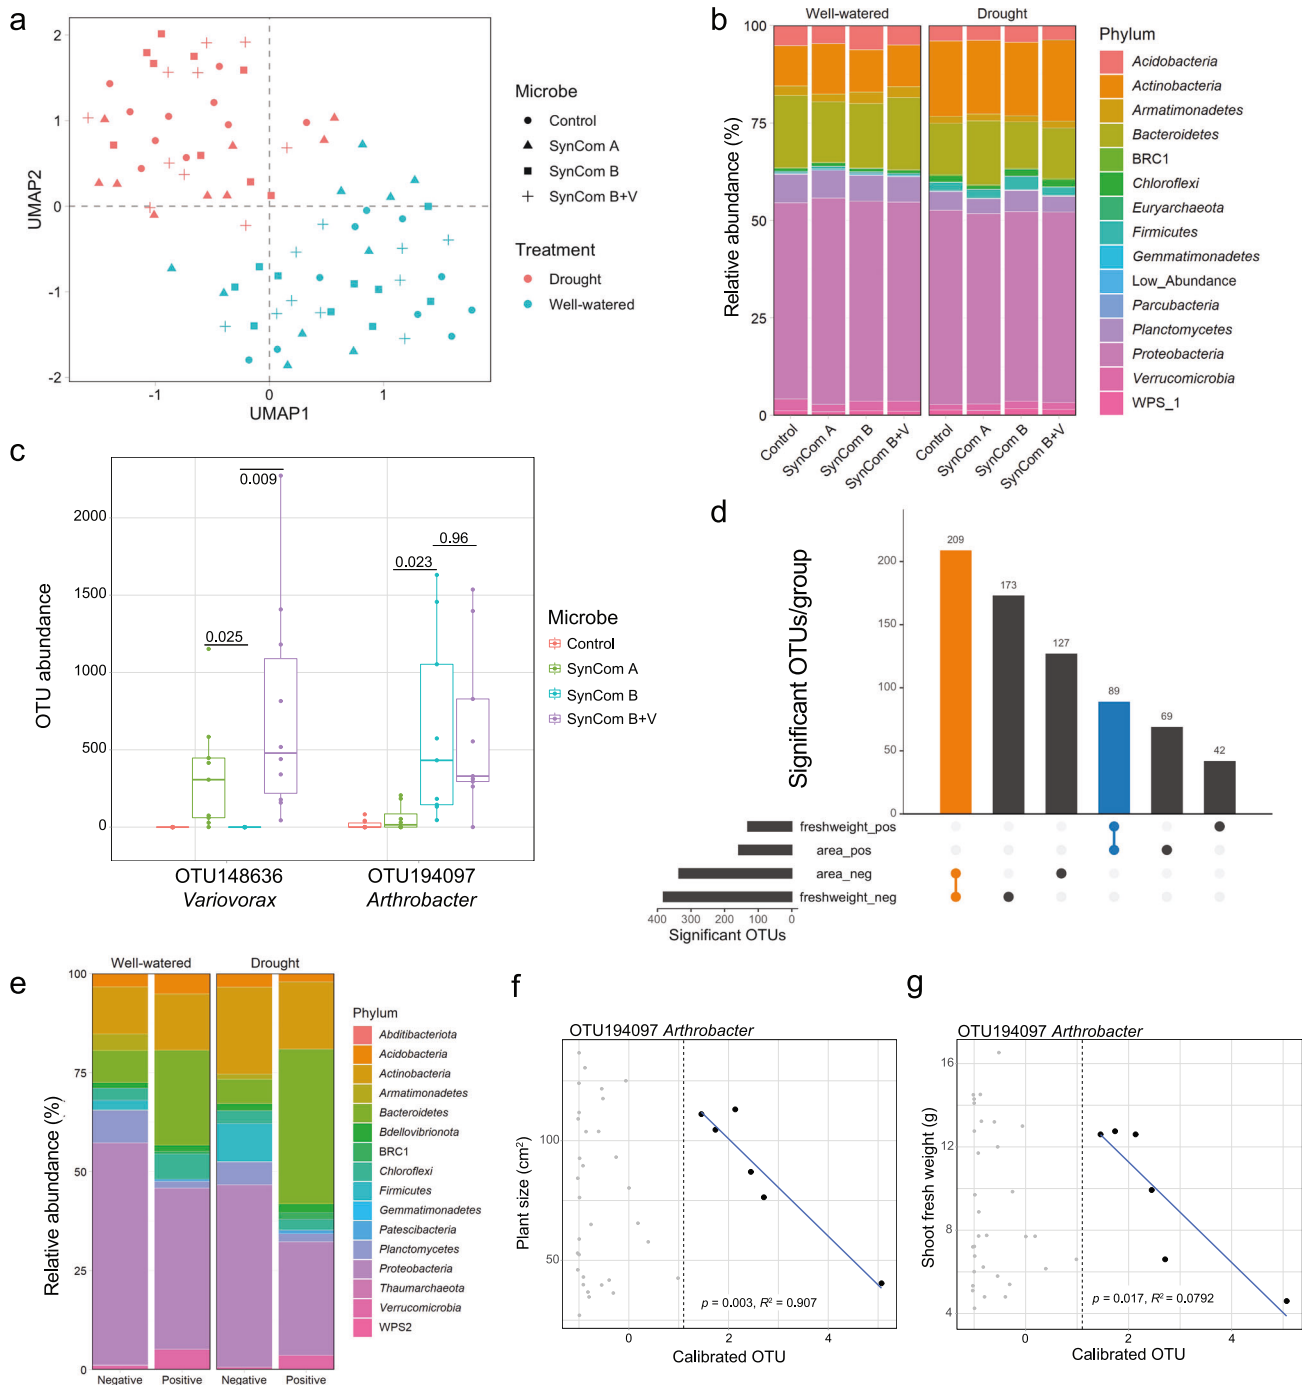 a
2
1
0
-1
-2
UMAP2
-1
0
1
UMAP1
Microbe
Control
SynCom A
SynCom B
SynCom B+V
Treatment
Drought
Well-watered
b
Well-watered
Drought
100
75
50
25
0
Relative abundance (%)
Control
SynCom A
SynCom B
SynCom B+V
Control
SynCom A
SynCom B
SynCom B+V
Phylum
Acidobacteria
Actinobacteria
Armatimonadetes
Bacteroidetes
BRC1
Chloroflexi
Euryarchaeota
Firmicutes
Gemmatimonadetes
Low_Abundance
Parcubacteria
Planctomycetes
Proteobacteria
Verrucomicrobia
WPS_1
c
0.009
0.96
0.023
0.025
2000
1500
1000
500
0
OTU abundance
OTU148636
Variovorax
OTU194097
Arthrobacter
Microbe
Control
SynCom A
SynCom B
SynCom B+V
d
Significant OTUs/group
200
150
100
50
0
209
173
127
89
69
42
freshweight_pos
area_pos
area_neg
freshweight_neg
400 300 200 100 0
Significant OTUs
e
Well-watered
Drought
100
75
50
25
0
Relative abundance (%)
Negative
Positive
Negative
Positive
Phylum
Abditibacteriota
Acidobacteria
Actinobacteria
Armatimonadetes
Bacteroidetes
Bdellovibrionota
BRC1
Chloroflexi
Firmicutes
Gemmatimonadetes
Patescibacteria
Planctomycetes
Proteobacteria
Thaumarchaeota
Verrucomicrobia
WPS2
f
OTU194097 Arthrobacter
Plant size (cm²)
100
50
p = 0.003, R² = 0.907
0
2
4
Calibrated OTU
g
OTU194097 Arthrobacter
Shoot fresh weight (g)
16
12
8
4
p = 0.017, R² = 0.0792
0
2
4
Calibrated OTU